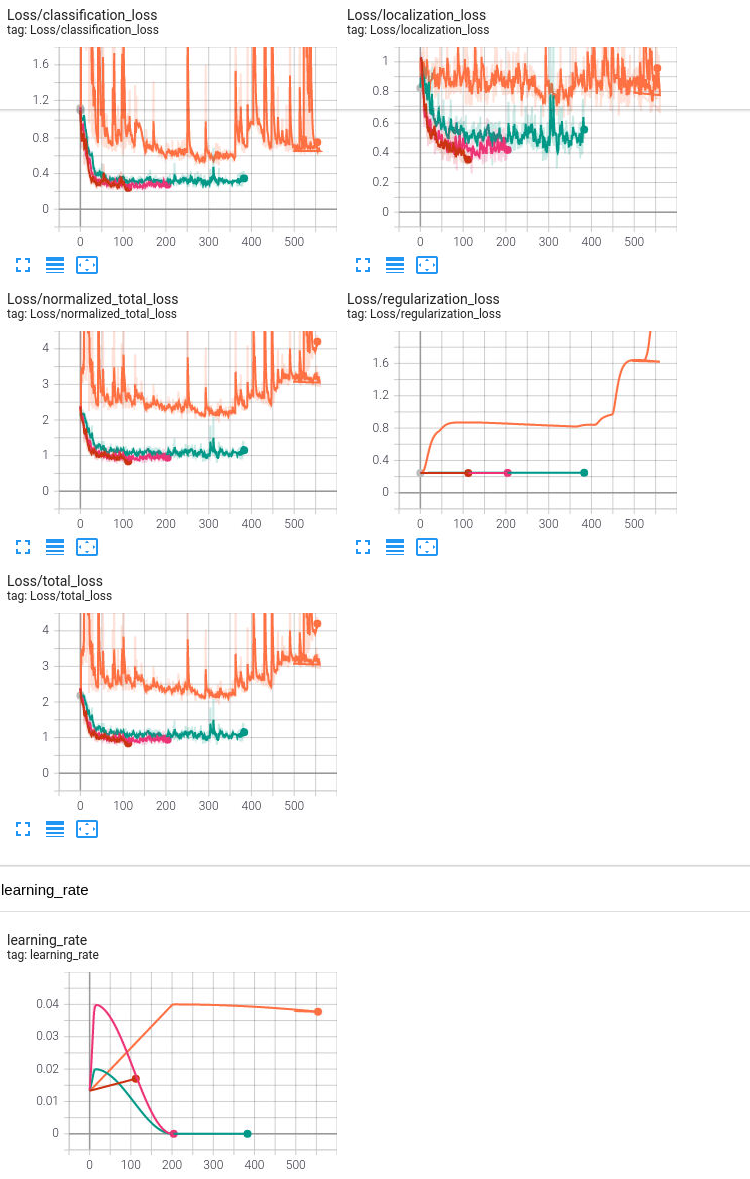 Loss/classification_loss
tag: Loss/classification_loss
1.6
1.2
0.8
0.4
0
0 100 200 300 400 500
Loss/localization_loss
tag: Loss/localization_loss
1
0.8
0.6
0.4
0.2
0
0 100 200 300 400 500
Loss/normalized_total_loss
tag: Loss/normalized_total_loss
4
3
2
1
0
0 100 200 300 400 500
Loss/regularization_loss
tag: Loss/regularization_loss
1.6
1.2
0.8
0.4
0
0 100 200 300 400 500
Loss/total_loss
tag: Loss/total_loss
4
3
2
1
0
0 100 200 300 400 500
learning_rate
learning_rate
tag: learning_rate
0.04
0.03
0.02
0.01
0
0 100 200 300 400 500